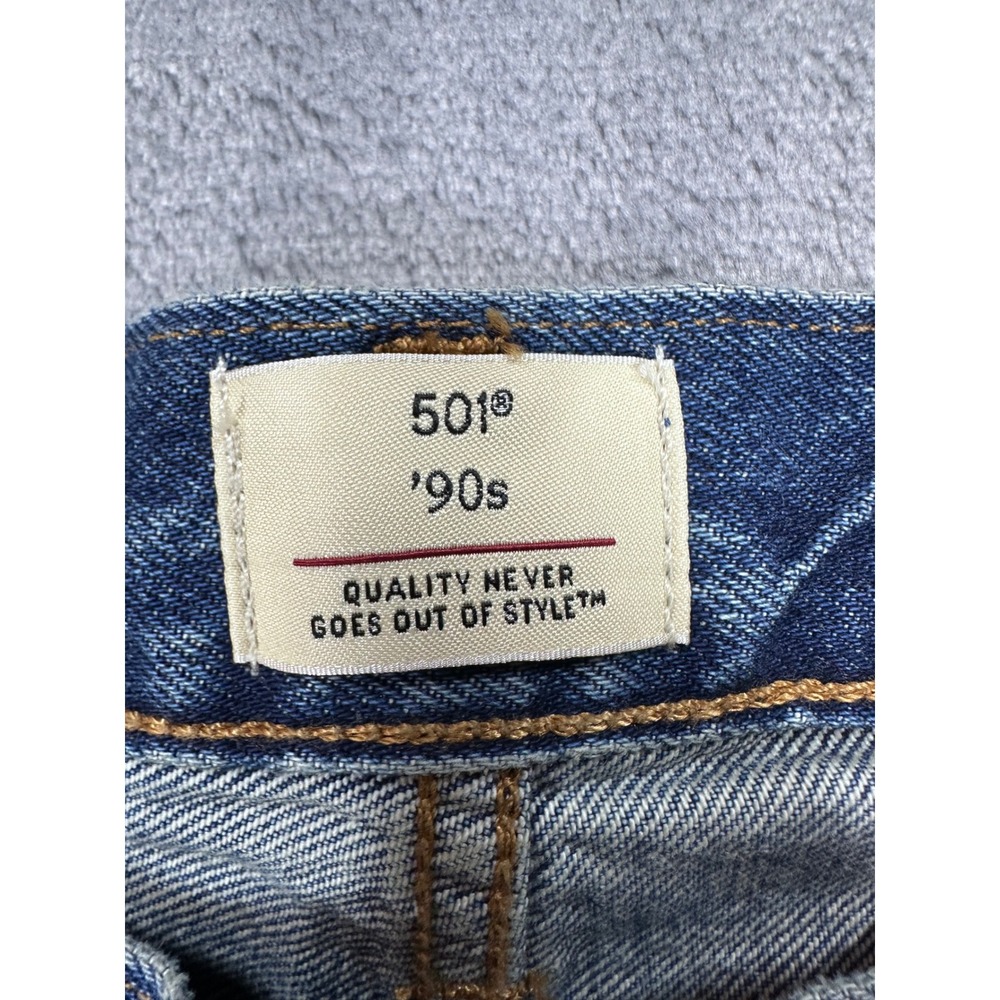 501®
'90s
QUALITY NEVER
GOES OUT OF STYLE™